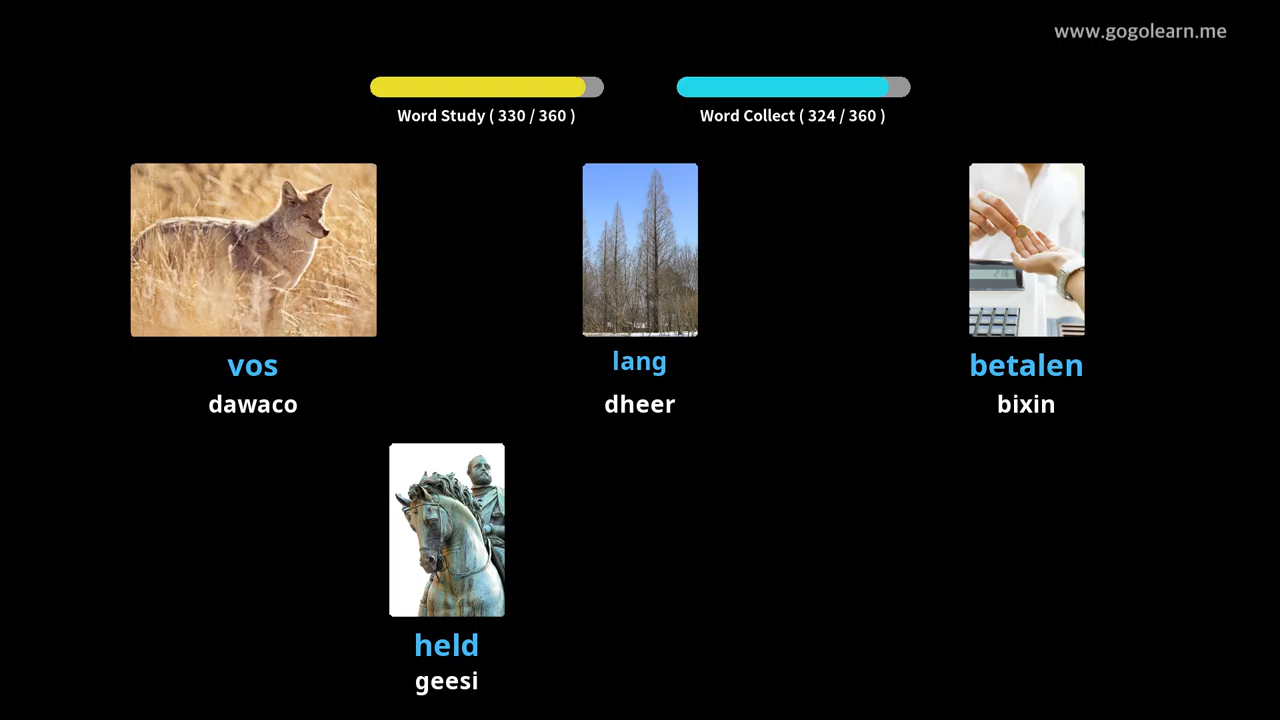 www.gogolearn.me
Word Study ( 330 / 360 )
Word Collect ( 324 / 360 )
vos
lang
betalen
dawaco
dheer
bixin
held
geesi